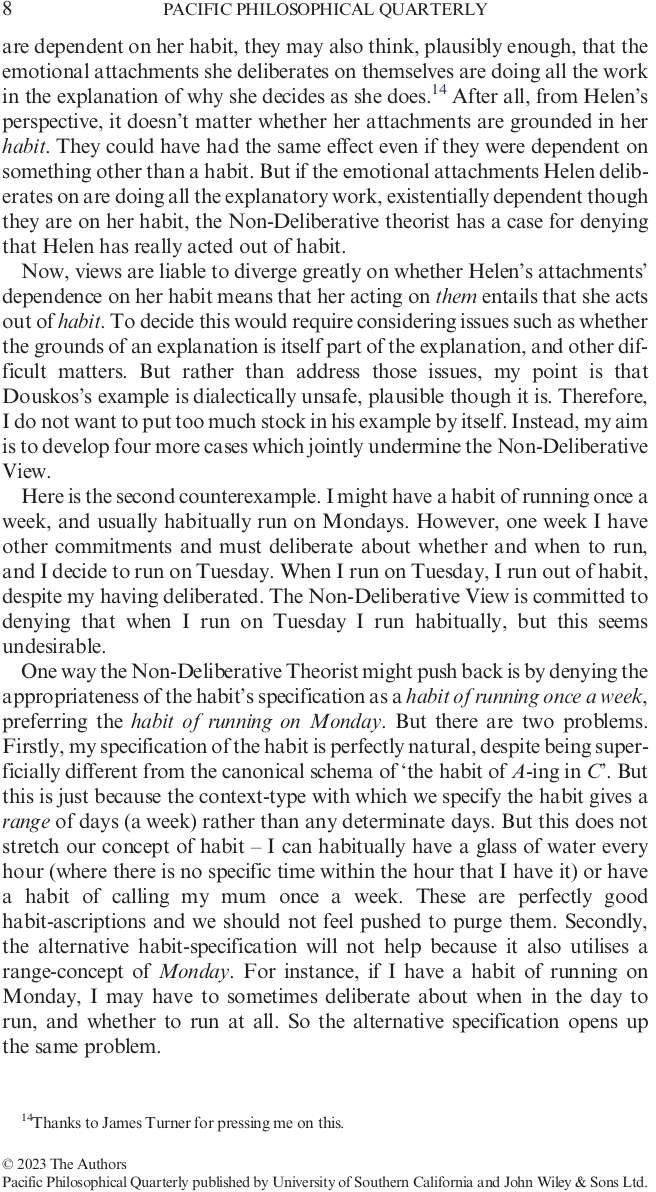 8 PACIFIC PHILOSOPHICAL QUARTERLY
are dependent on her habit, they may also think, plausibly enough, that the
emotional attachments she deliberates on themselves are doing all the work
in the explanation of why she decides as she does.14 After all, from Helen's
perspective, it doesn't matter whether her attachments are grounded in her
habit. They could have had the same effect even if they were dependent on
something other than a habit. But if the emotional attachments Helen delib-
erates on are doing all the explanatory work, existentially dependent though
they are on her habit, the Non-Deliberative theorist has a case for denying
that Helen has really acted out of habit.
Now, views are liable to diverge greatly on whether Helen's attachments'
dependence on her habit means that her acting on them entails that she acts
out of habit. To decide this would require considering issues such as whether
the grounds of an explanation is itself part of the explanation, and other dif-
ficult matters. But rather than address those issues, my point is that
Douskos's example is dialectically unsafe, plausible though it is. Therefore,
I do not want to put too much stock in his example by itself. Instead, my aim
is to develop four more cases which jointly undermine the Non-Deliberative
View.
Here is the second counterexample. I might have a habit of running once a
week, and usually habitually run on Mondays. However, one week I have
other commitments and must deliberate about whether and when to run,
and I decide to run on Tuesday. When I run on Tuesday, I run out of habit,
despite my having deliberated. The Non-Deliberative View is committed to
denying that when I run on Tuesday I run habitually, but this seems
undesirable.
One way the Non-Deliberative Theorist might push back is by denying the
appropriateness of the habit's specification as a habit of running once a week,
preferring the habit of running on Monday. But there are two problems.
Firstly, my specification of the habit is perfectly natural, despite being super-
ficially different from the canonical schema of 'the habit of A-ing in C'. But
this is just because the context-type with which we specify the habit gives a
range of days (a week) rather than any determinate days. But this does not
stretch our concept of habit – I can habitually have a glass of water every
hour (where there is no specific time within the hour that I have it) or have
a habit of calling my mum once a week. These are perfectly good
habit-ascriptions and we should not feel pushed to purge them. Secondly,
the alternative habit-specification will not help because it also utilises a
range-concept of Monday. For instance, if I have a habit of running on
Monday, I may have to sometimes deliberate about when in the day to
run, and whether to run at all. So the alternative specification opens up
the same problem.
14Thanks to James Turner for pressing me on this.
© 2023 The Authors
Pacific Philosophical Quarterly published by University of Southern California and John Wiley & Sons Ltd.